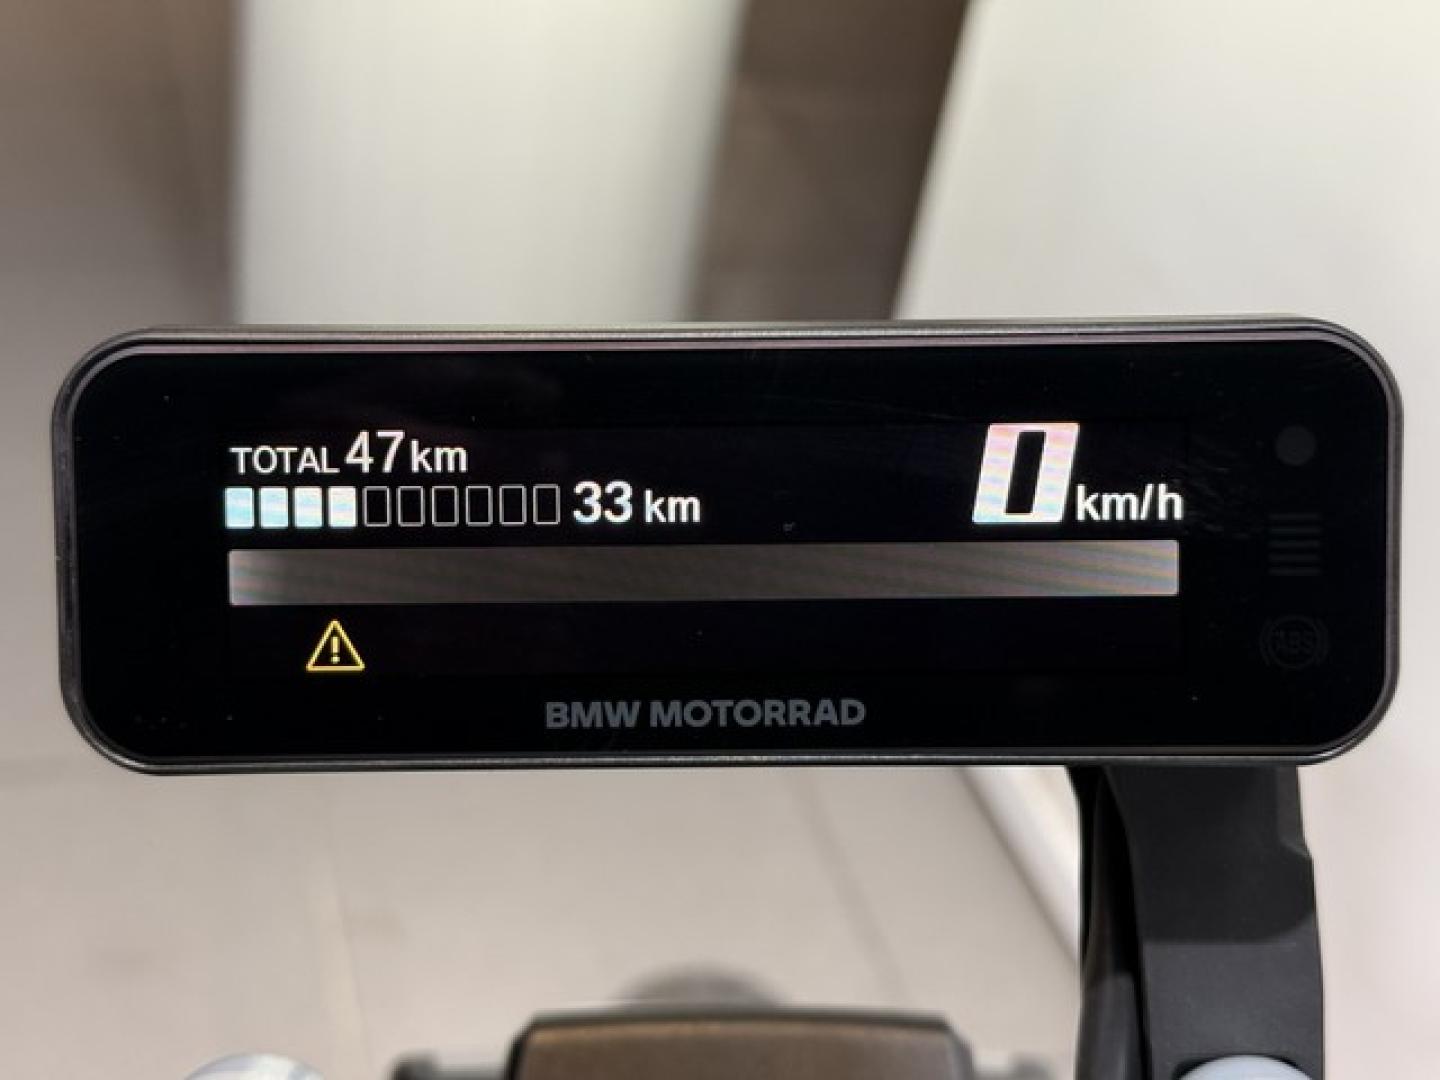 TOTAL 47 km
33 km
0 km/h
ABS
BMW MOTORRAD